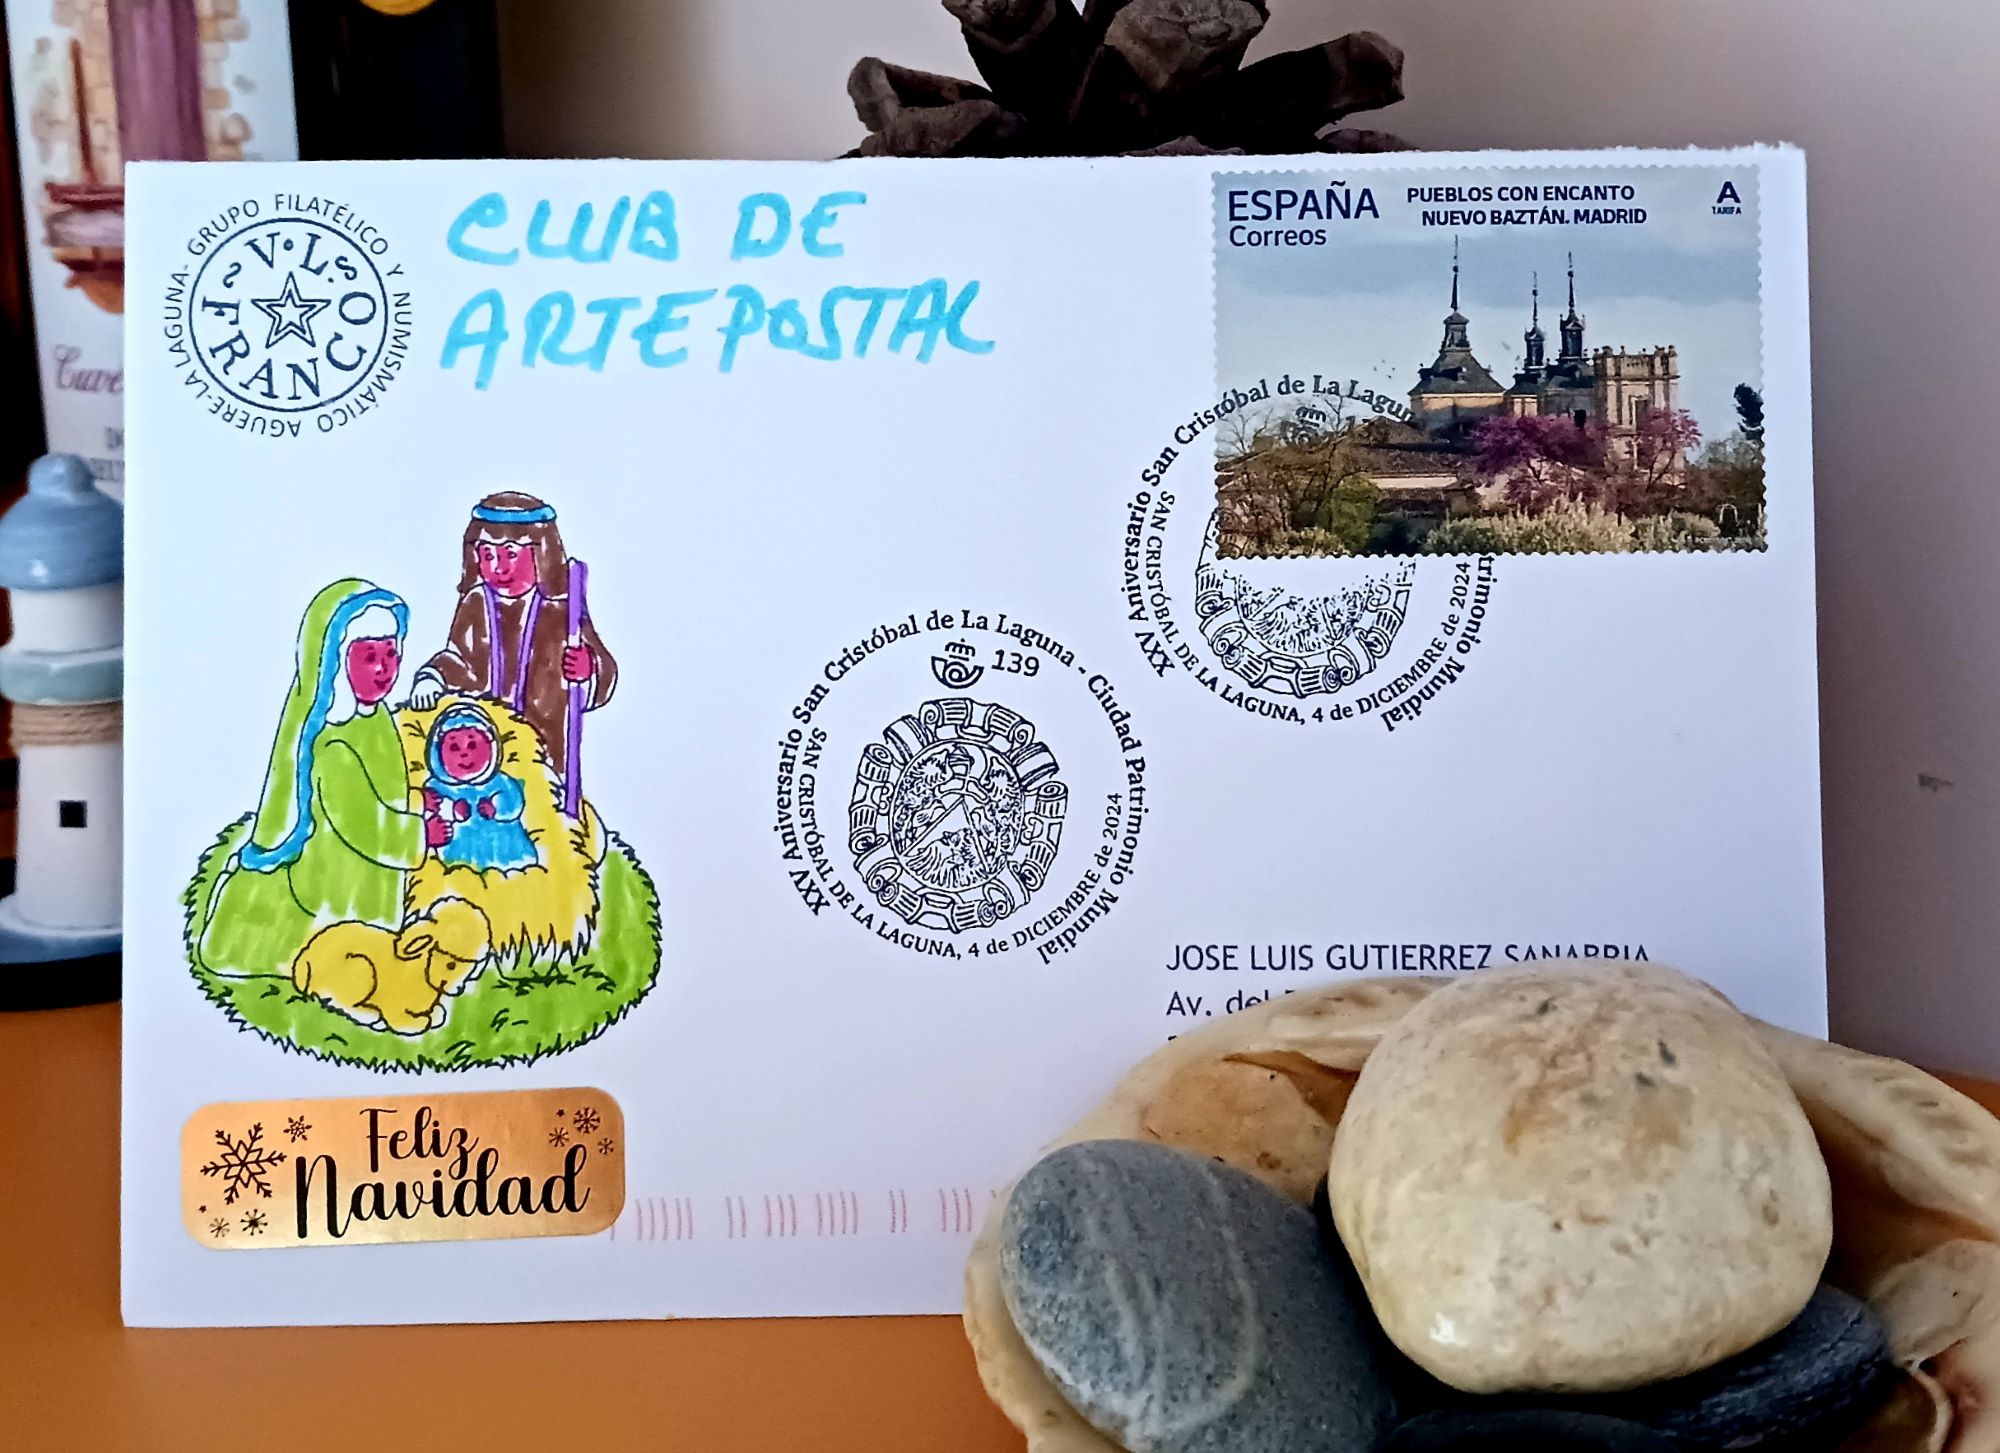 GRUPO FILATÉLICO Y NUMISMÁTICO AGUERE-LA LAGUNA-
V. L.S
FRANCO
CLUB DE
ARTE POSTAL
ESPAÑA
Correos
PUEBLOS CON ENCANTO
NUEVO BAZTÁN. MADRID
A
TARIFA
XXV Aniversario San Cristóbal de La Lagun
trimonio Mundial
SAN CRISTÓBAL DE LA LAGUNA, 4 de DICIEMBRE de 2024
XXV Aniversario San Cristóbal de La Laguna - Ciudad Patrimonio Mundial
139
SAN CRISTÓBAL DE LA LAGUNA, 4 de DICIEMBRE de 2024
JOSE LUIS GUTIERREZ SANABRIA
Av. del
Feliz
Navidad